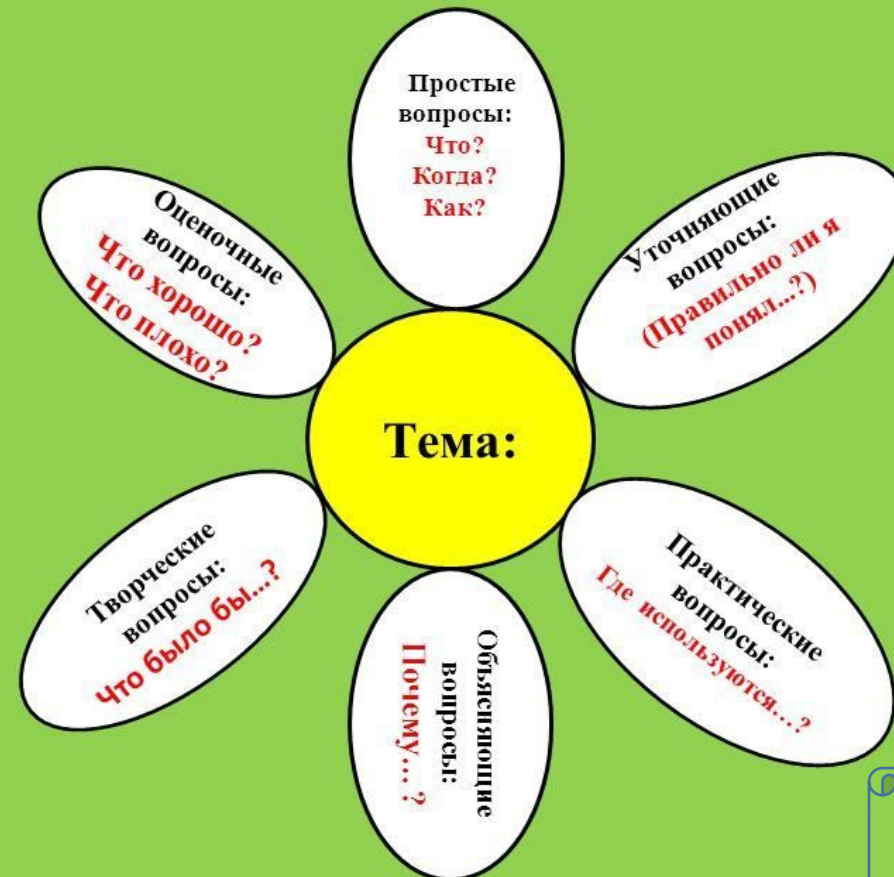 Простые
вопросы:
Что?
Когда?
Как?
Уточняющие
вопросы:
(Правильно ли я
понял...?)
Практические
вопросы:
Где используются...?
Объясняющие
вопросы:
Почему... ?
Творческие
вопросы:
Что было бы...?
Оценочные
вопросы:
Что хорошо?
Что плохо?
Тема: